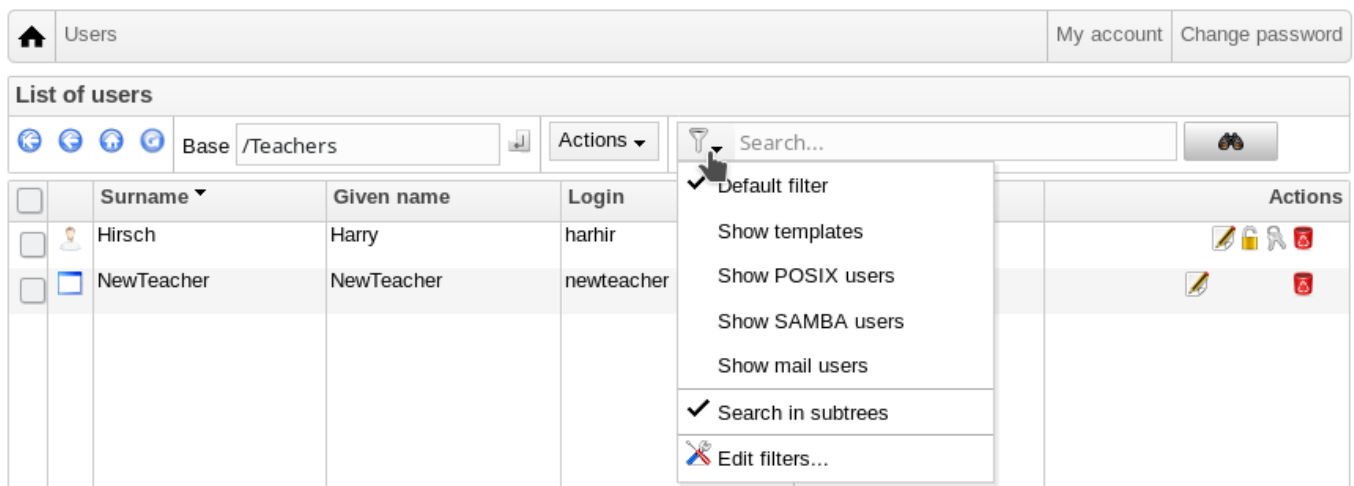 Users My account Change password
List of users
Base /Teachers Actions Search...
Surname Given name Login Actions
Default filter
Hirsch Harry harhir
Show templates
NewTeacher NewTeacher newteacher
Show POSIX users
Show SAMBA users
Show mail users
Search in subtrees
Edit filters...